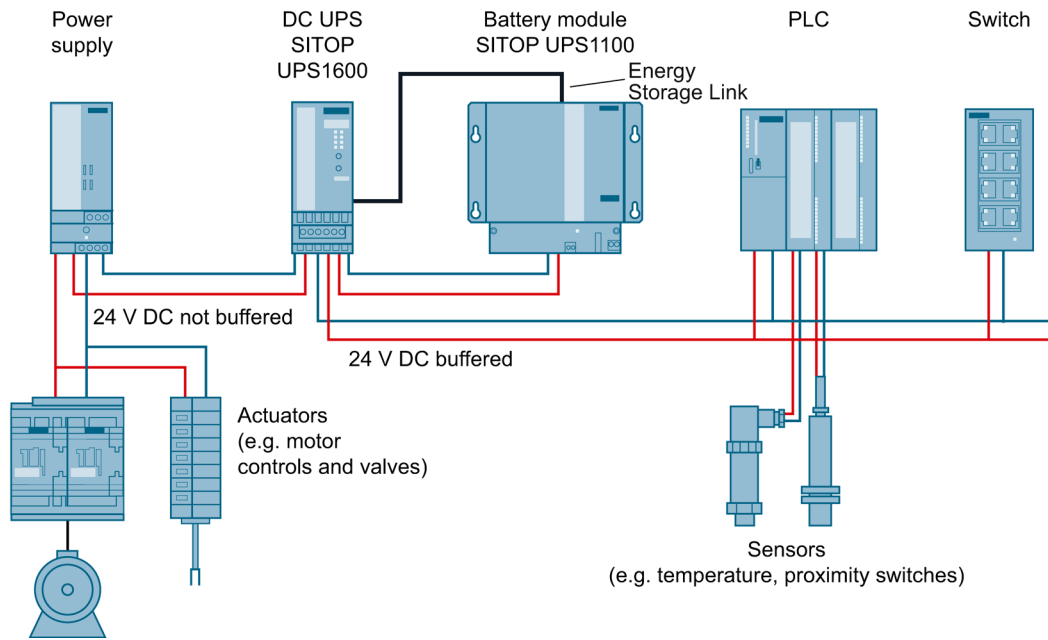 Power
supply
DC UPS
SITOP
UPS1600
Battery module
SITOP UPS1100
PLC
Switch
Energy
Storage Link
24 V DC not buffered
24 V DC buffered
Actuators
(e.g. motor
controls and valves)
Sensors
(e.g. temperature, proximity switches)